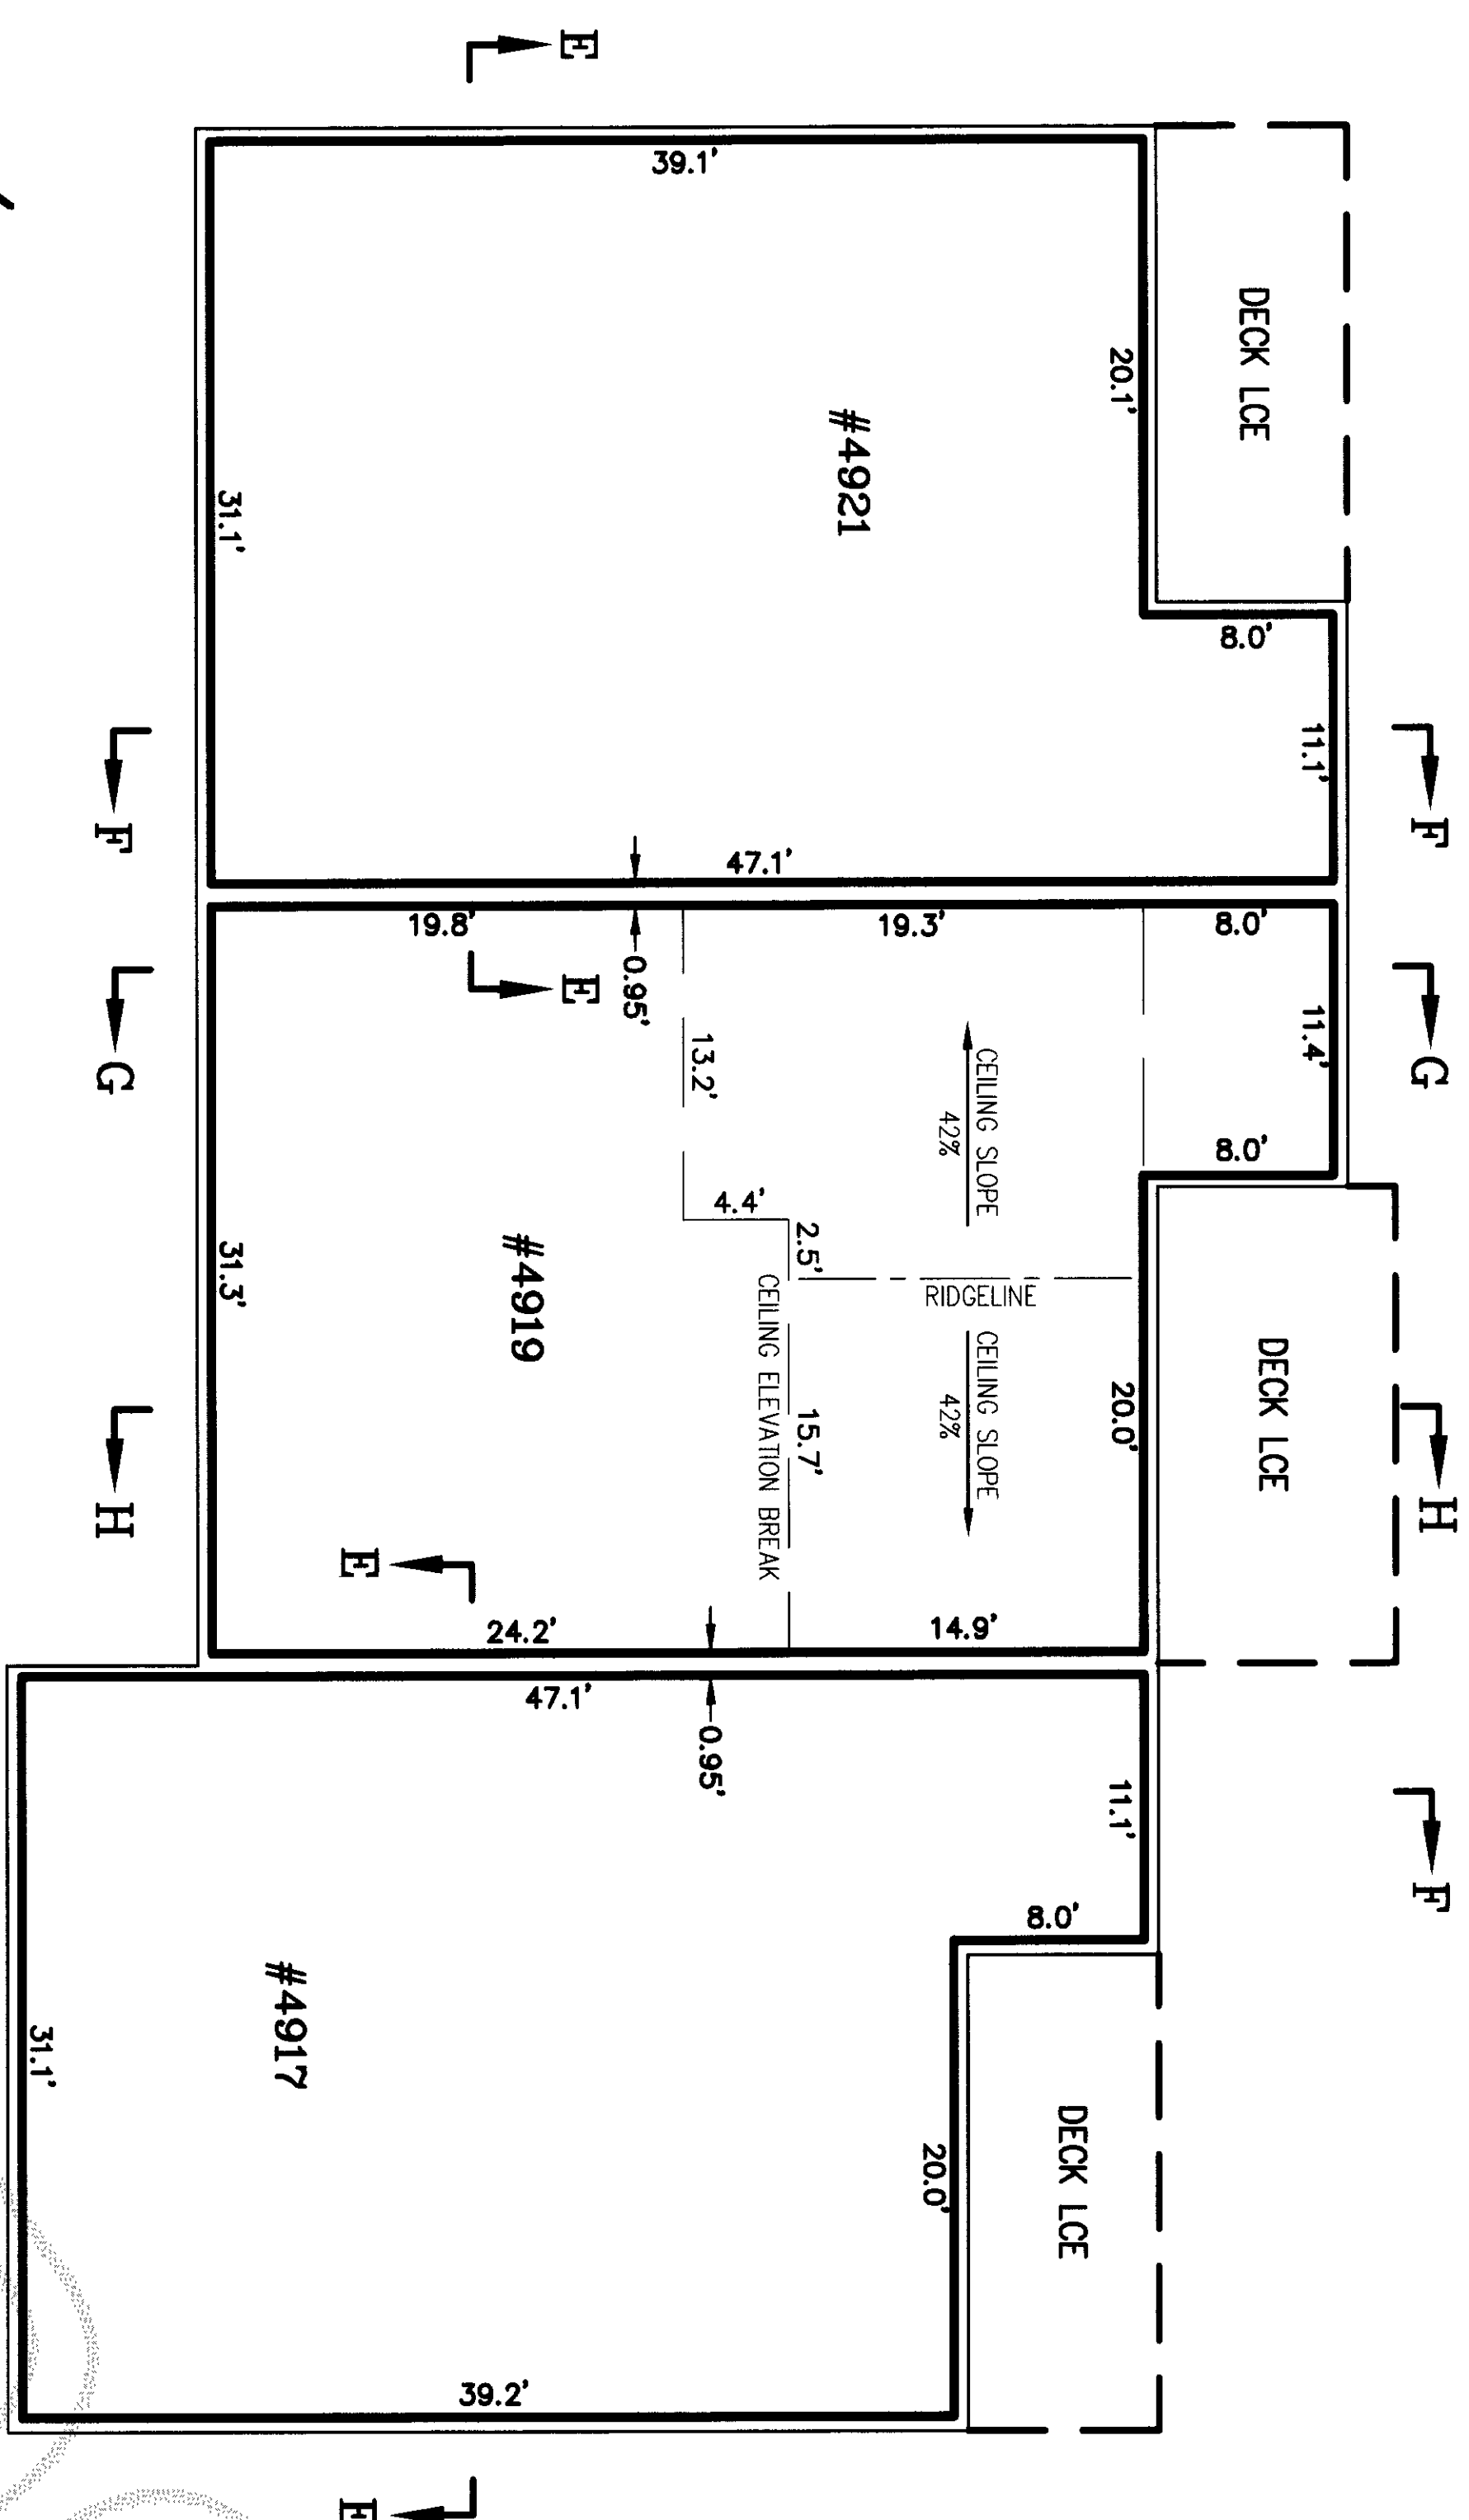 E
39.1'
DECK LCE
20.1'
#4921
31.1'
8.0'
11.1'
47.1'
F
F
19.8'
19.3'
8.0'
E
0.95'
G
G
11.4'
13.2'
CEILING SLOPE
42%
8.0'
4.4'
2.5'
#4919
31.3'
RIDGELINE
CEILING ELEVATION BREAK
15.7'
CEILING SLOPE
42%
20.0'
DECK LCE
H
H
E
24.2'
14.9'
47.1'
0.95'
11.1'
F
8.0'
#4917
31.1'
20.0'
DECK LCE
39.2'